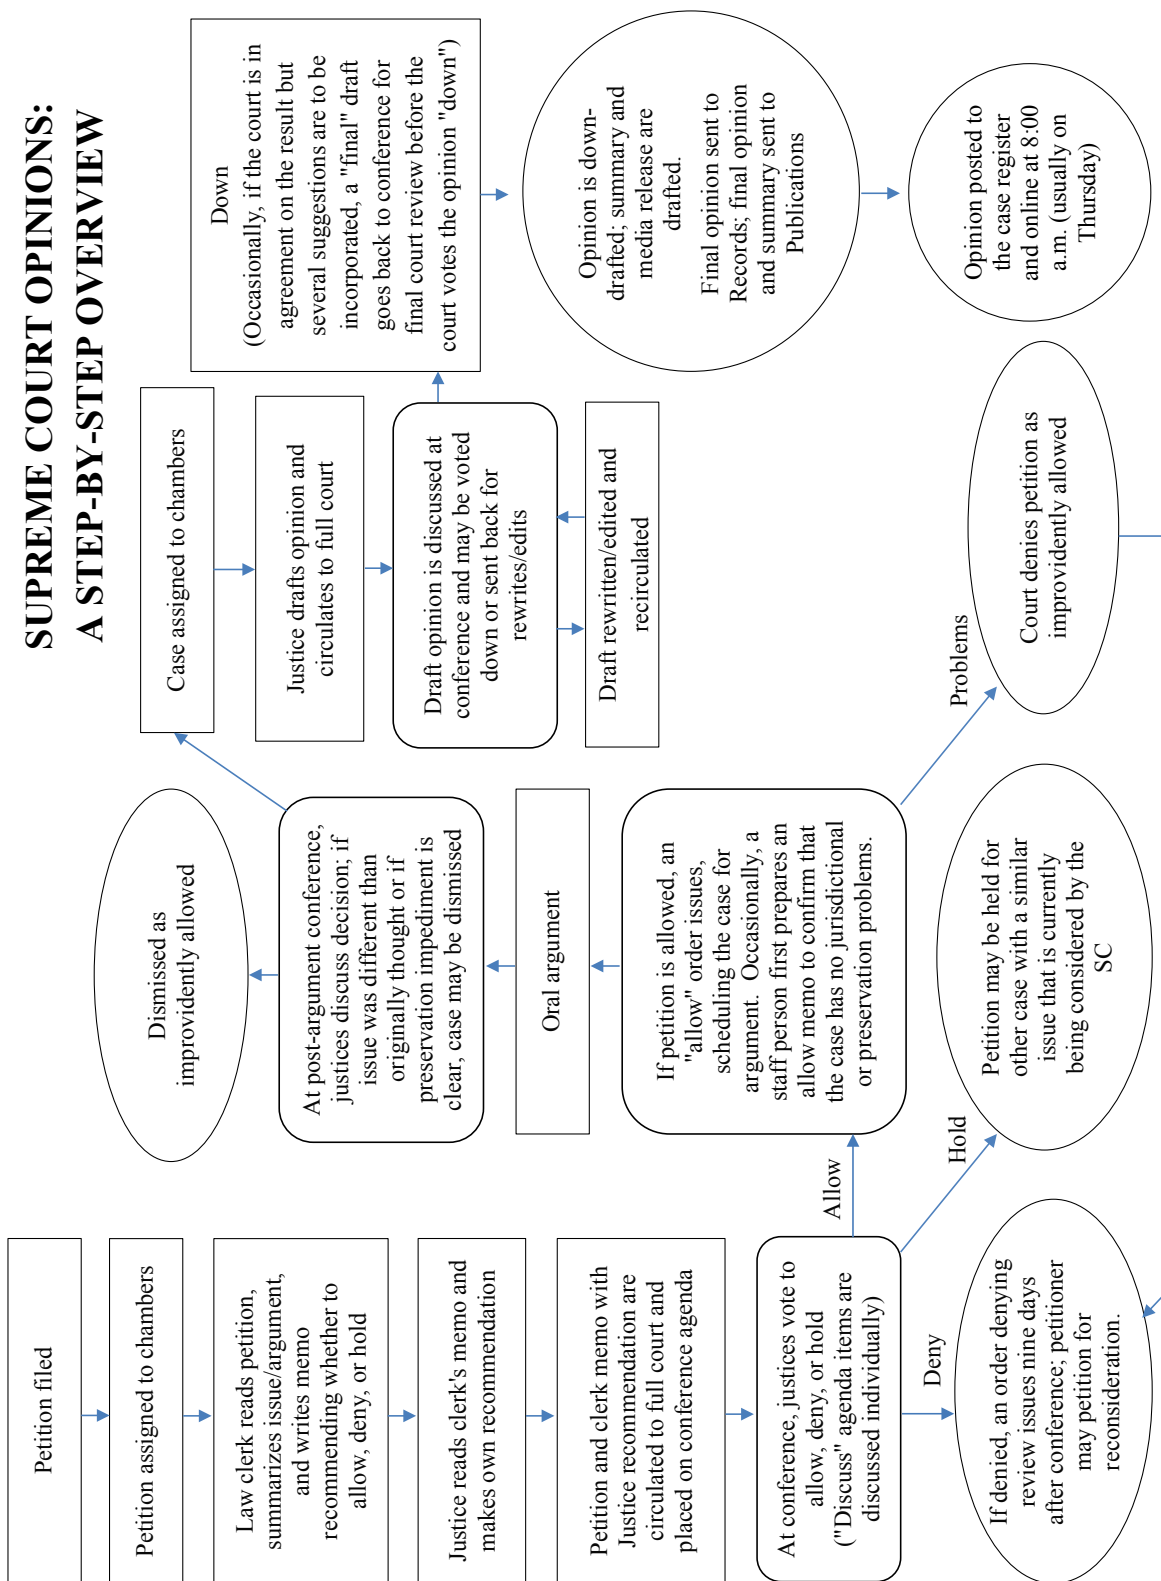 SUPREME COURT OPINIONS:
A STEP-BY-STEP OVERVIEW
Petition filed
Petition assigned to chambers
Law clerk reads petition,
summarizes issue/argument,
and writes memo
recommending whether to
allow, deny, or hold
Justice reads clerk's memo and
makes own recommendation
Petition and clerk memo with
Justice recommendation are
circulated to full court and
placed on conference agenda
At conference, justices vote to
allow, deny, or hold
("Discuss" agenda items are
discussed individually)
Deny
If denied, an order denying
review issues nine days
after conference; petitioner
may petition for
reconsideration.
Allow
Hold
Dismissed as
improvidently allowed
At post-argument conference,
justices discuss decision; if
issue was different than
originally thought or if
preservation impediment is
clear, case may be dismissed
Oral argument
If petition is allowed, an
"allow" order issues,
scheduling the case for
argument.  Occasionally, a
staff person first prepares an
allow memo to confirm that
the case has no jurisdictional
or preservation problems.
Petition may be held for
other case with a similar
issue that is currently
being considered by the
SC
Problems
Court denies petition as
improvidently allowed
Case assigned to chambers
Justice drafts opinion and
circulates to full court
Draft opinion is discussed at
conference and may be voted
down or sent back for
rewrites/edits
Draft rewritten/edited and
recirculated
Down
(Occasionally, if the court is in
agreement on the result but
several suggestions are to be
incorporated, a "final" draft
goes back to conference for
final court review before the
court votes the opinion "down")
Opinion is down-
drafted; summary and
media release are
drafted.
Final opinion sent to
Records; final opinion
and summary sent to
Publications
Opinion posted to
the case register
and online at 8:00
a.m. (usually on
Thursday)